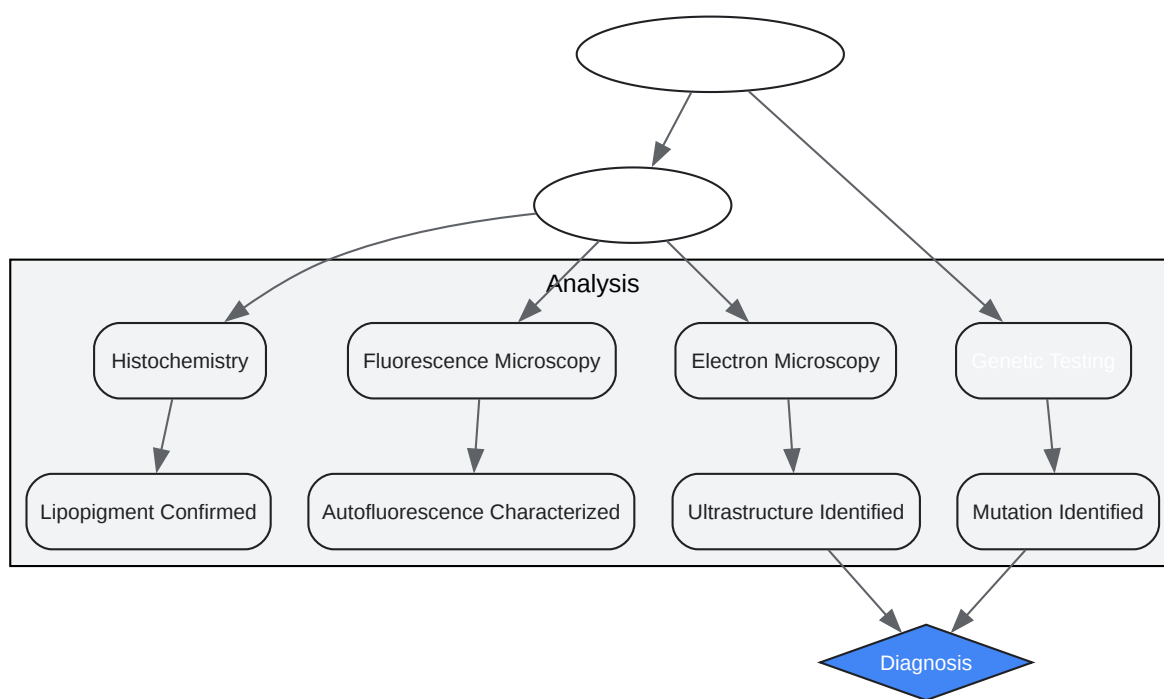 Analysis
Histochemistry
Fluorescence Microscopy
Electron Microscopy
Genetic Testing
Lipopigment Confirmed
Autofluorescence Characterized
Ultrastructure Identified
Mutation Identified
Diagnosis